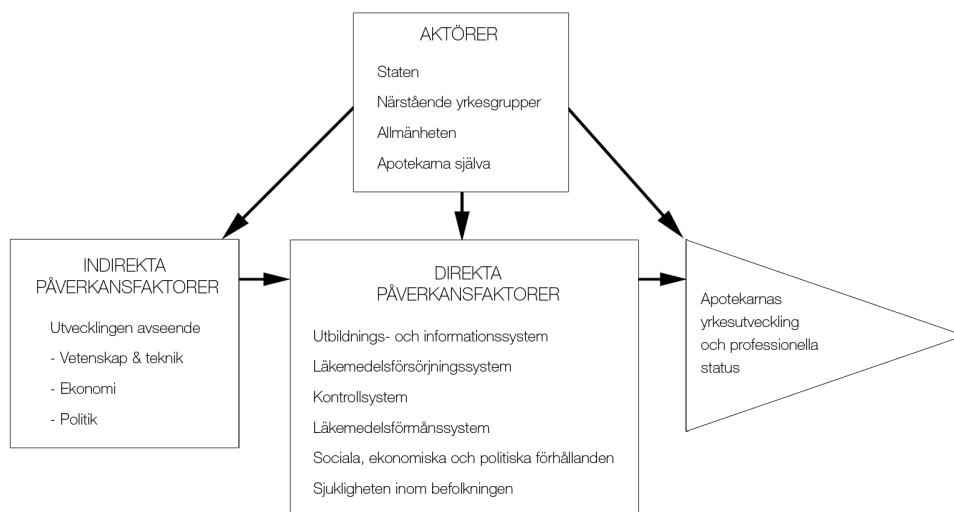 AKTÖRER
Staten
Närstående yrkesgrupper
Allmänheten
Apotekarna själva
INDIREKTA
PÅVERKANSFAKTORER
Utvecklingen avseende
- Vetenskap & teknik
- Ekonomi
- Politik
DIREKTA
PÅVERKANSFAKTORER
Utbildnings- och informationssystem
Läkemedelsförsörjningssystem
Kontrollsystem
Läkemedelsförmånssystem
Sociala, ekonomiska och politiska förhållanden
Sjukligheten inom befolkningen
Apotekarnas
yrkesutveckling
och professionella
status